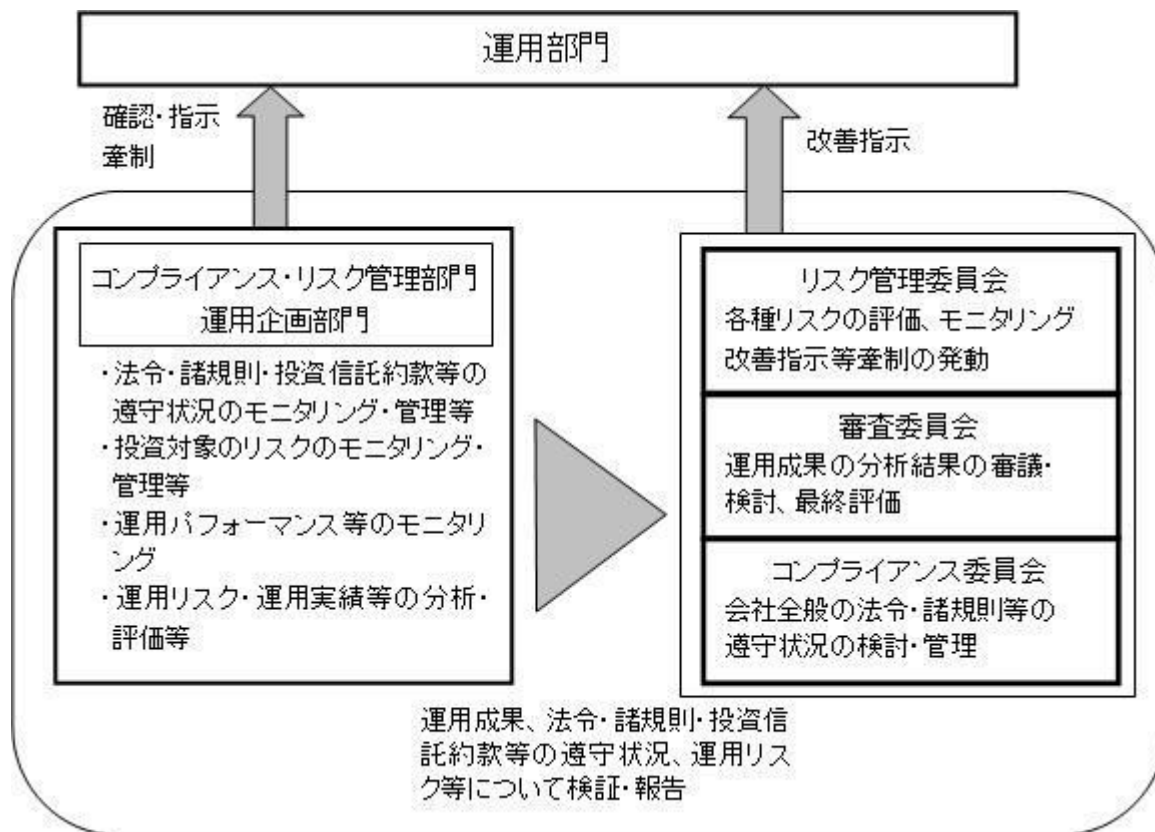 運用部門
確認・指示
牽制
改善指示
コンプライアンス・リスク管理部門
運用企画部門
・法令・諸規則・投資信託約款等の
遵守状況のモニタリング・管理等
・投資対象のリスクのモニタリング・
管理等
・運用パフォーマンス等のモニタリ
ング
・運用リスク・運用実績等の分析・
評価等
リスク管理委員会
各種リスクの評価、モニタリング
改善指示等牽制の発動
審査委員会
運用成果の分析結果の審議・
検討、最終評価
コンプライアンス委員会
会社全般の法令・諸規則等の
遵守状況の検討・管理
運用成果、法令・諸規則・投資信
託約款等の遵守状況、運用リス
ク等について検証・報告